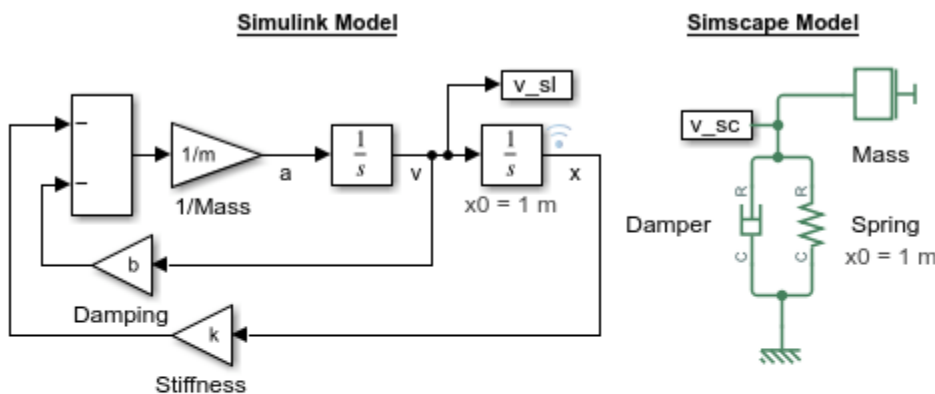 Simulink Model
Simscape Model
v_sl
1/m
1/Mass
a
1
s
v
1
s
x
x0 = 1 m
b
Damping
k
Stiffness
v_sc
Mass
R
R
Damper
Spring
x0 = 1 m
C
C